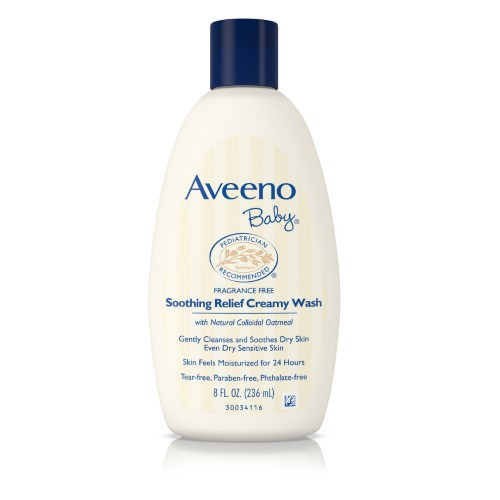 Aveeno
Baby®
PEDIATRICIAN
RECOMMENDED
®
FRAGRANCE FREE
Soothing Relief Creamy Wash
with Natural Colloidal Oatmeal
Gently Cleanses and Soothes Dry Skin
Even Dry Sensitive Skin
Skin Feels Moisturized for 24 Hours
Tear-free, Paraben-free, Phthalate-free
8 FL. OZ. (236 mL)
30034116